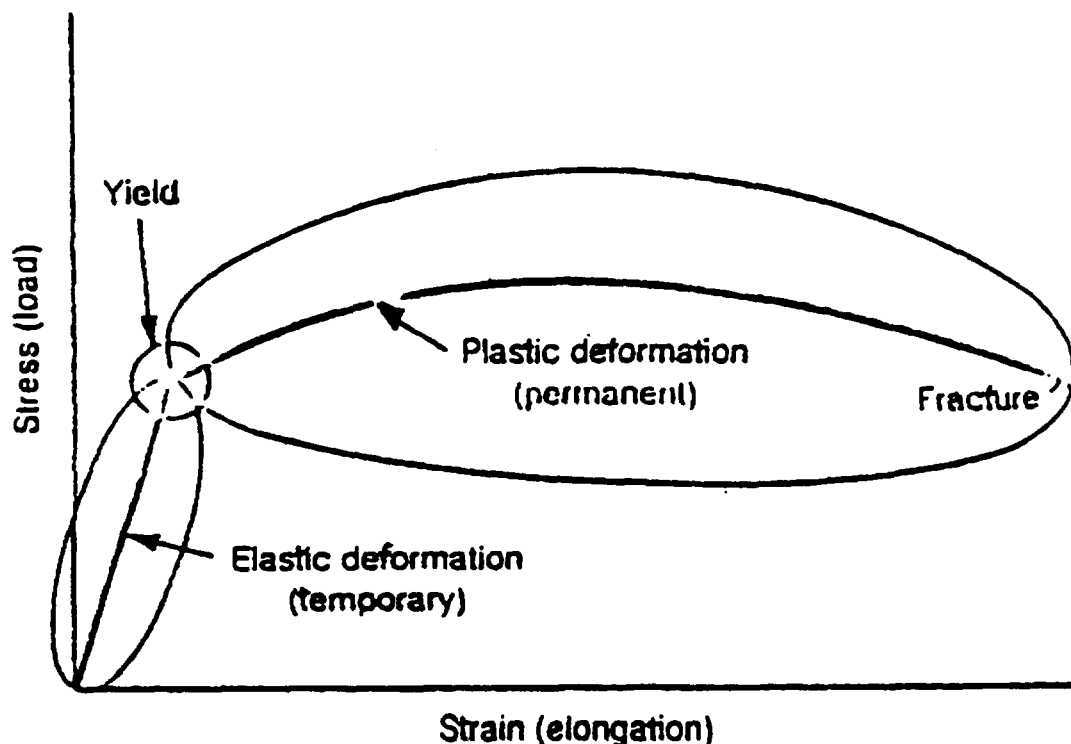 Yield
Stress (load)
Plastic deformation
(permanent)
Fracture
Elastic deformation
(temporary)
Strain (elongation)